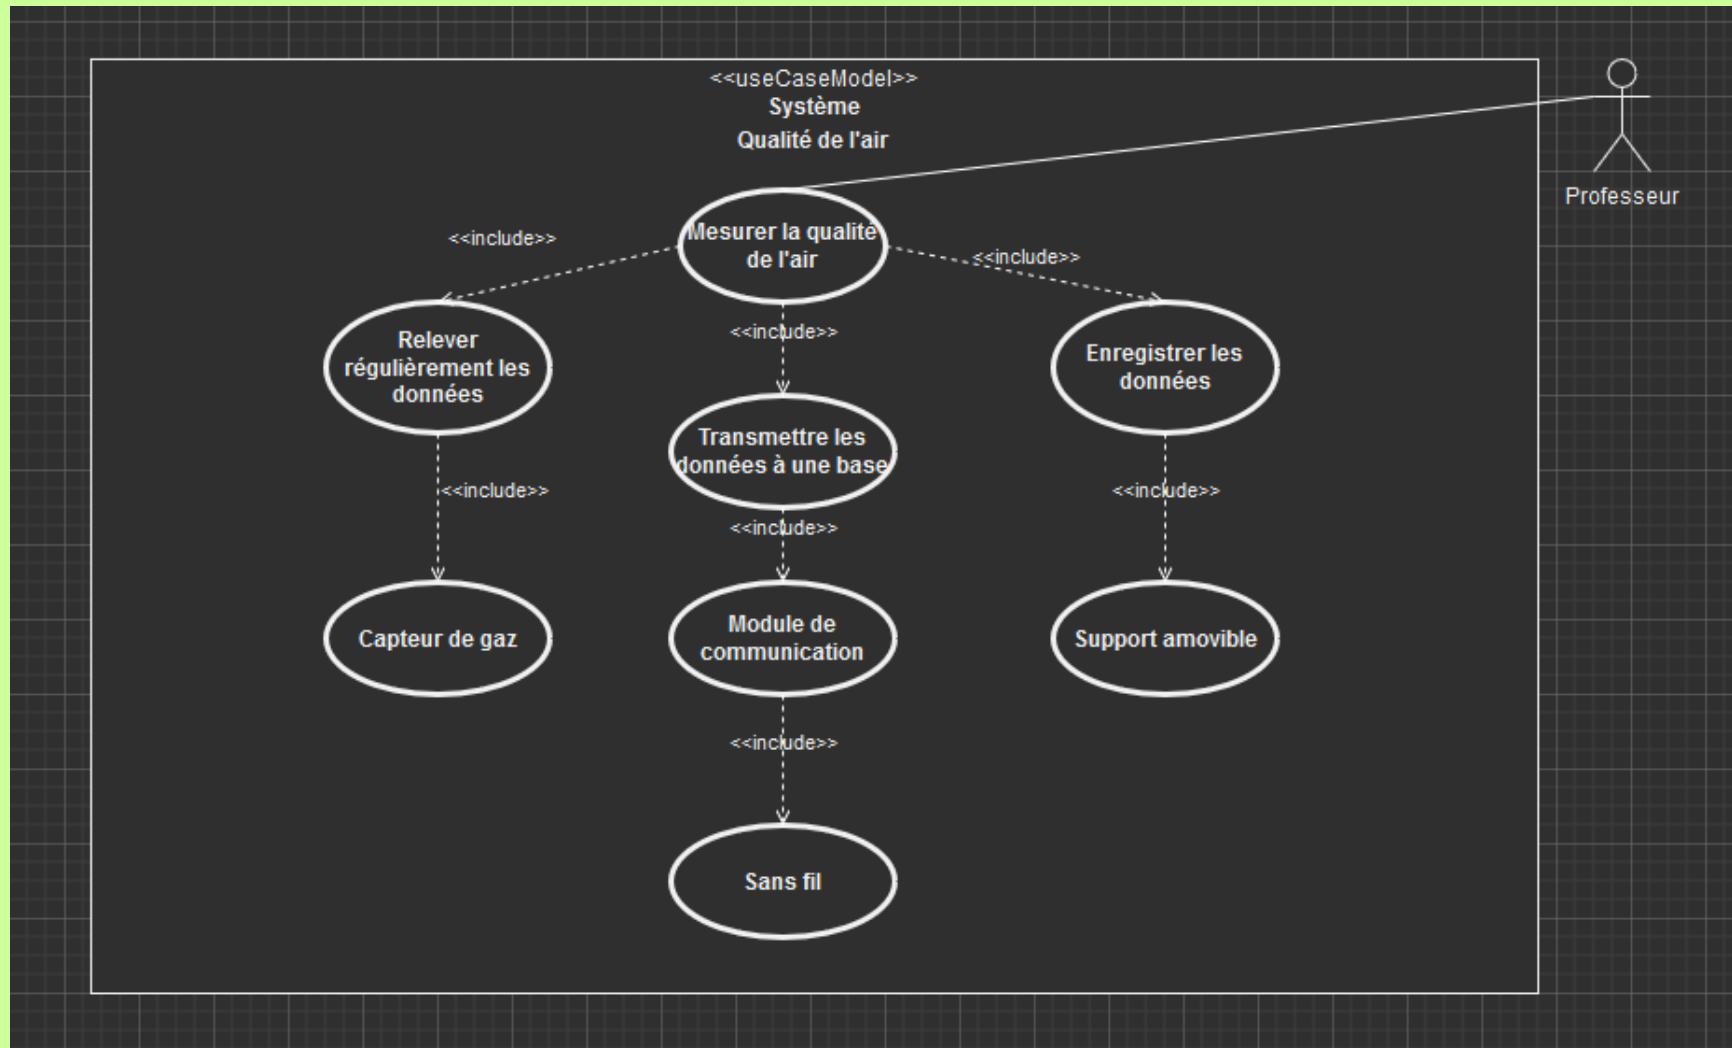 <<useCaseModel>>
Système
Qualité de l'air
Professeur
Mesurer la qualité
de l'air
<<include>>
<<include>>
<<include>>
Relever
régulièrement les
données
Enregistrer les
données
Transmettre les
données à une base
<<include>>
<<include>>
<<include>>
Capteur de gaz
Module de
communication
Support amovible
<<include>>
Sans fil